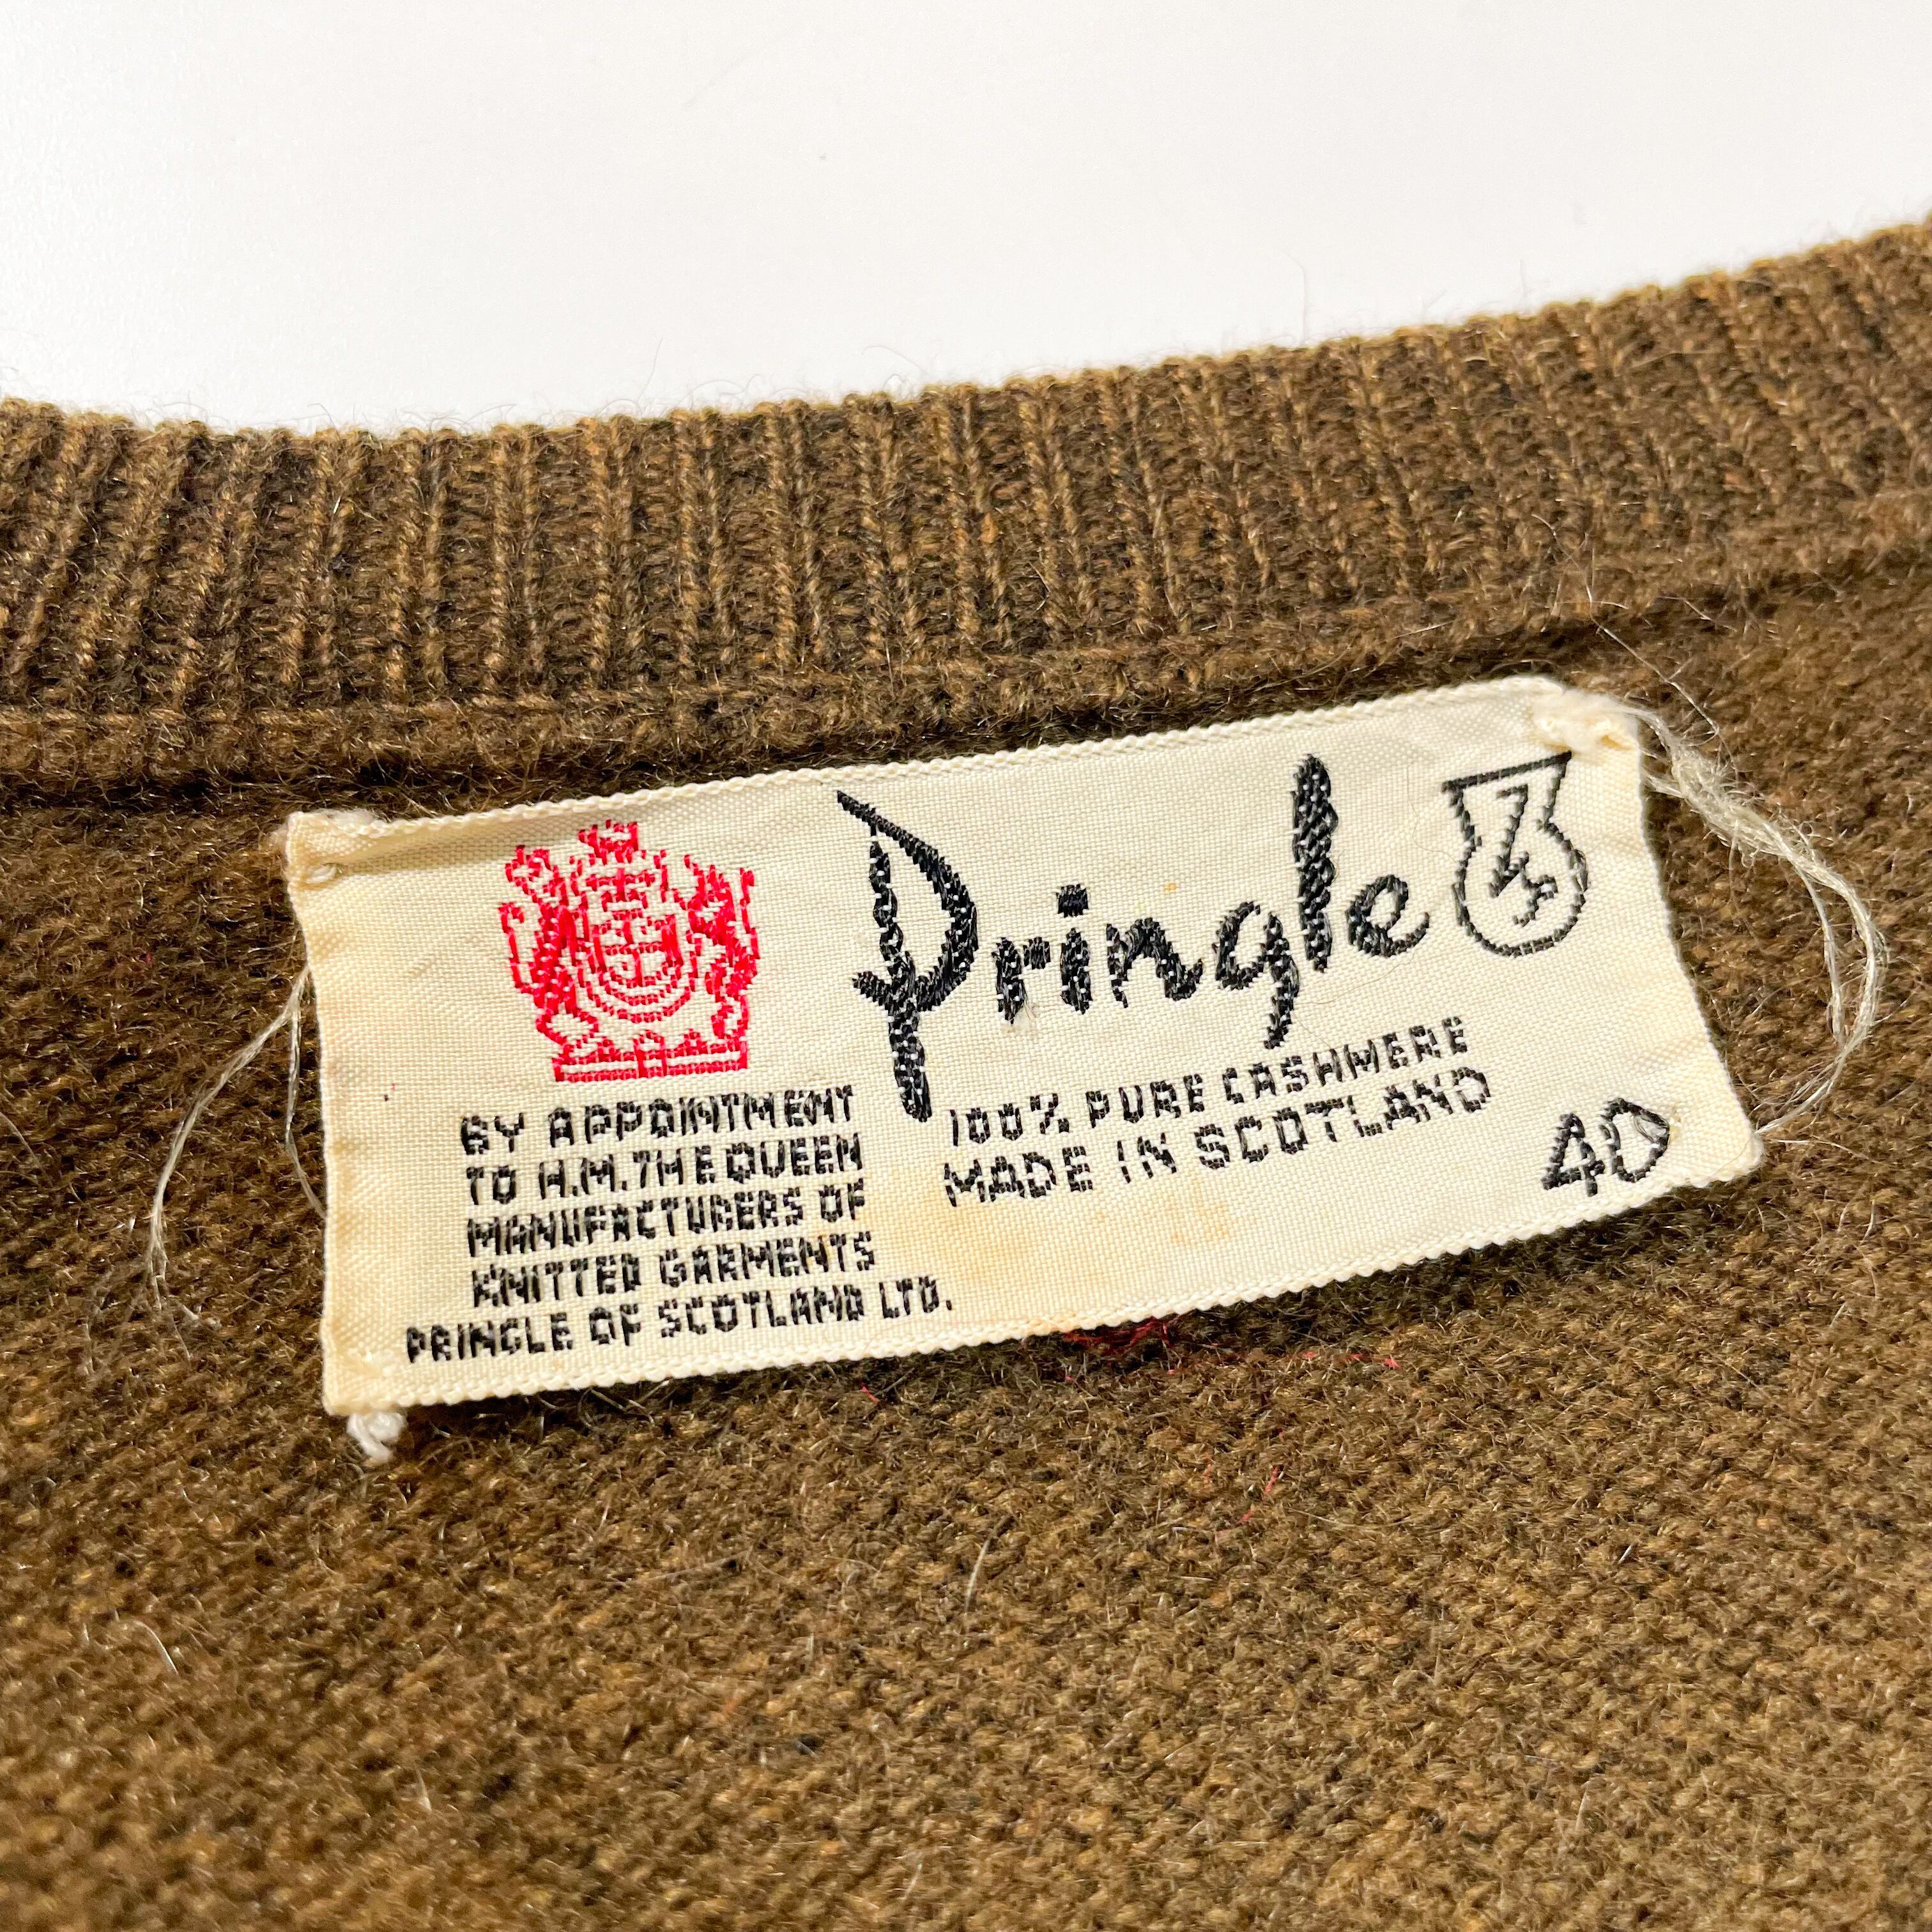 Pringle
BY APPOINTMENT
TO H.M. THE QUEEN
MANUFACTURERS OF
KNITTED GARMENTS
PRINGLE OF SCOTLAND LTD.
100% PURE CASHMERE
MADE IN SCOTLAND
40